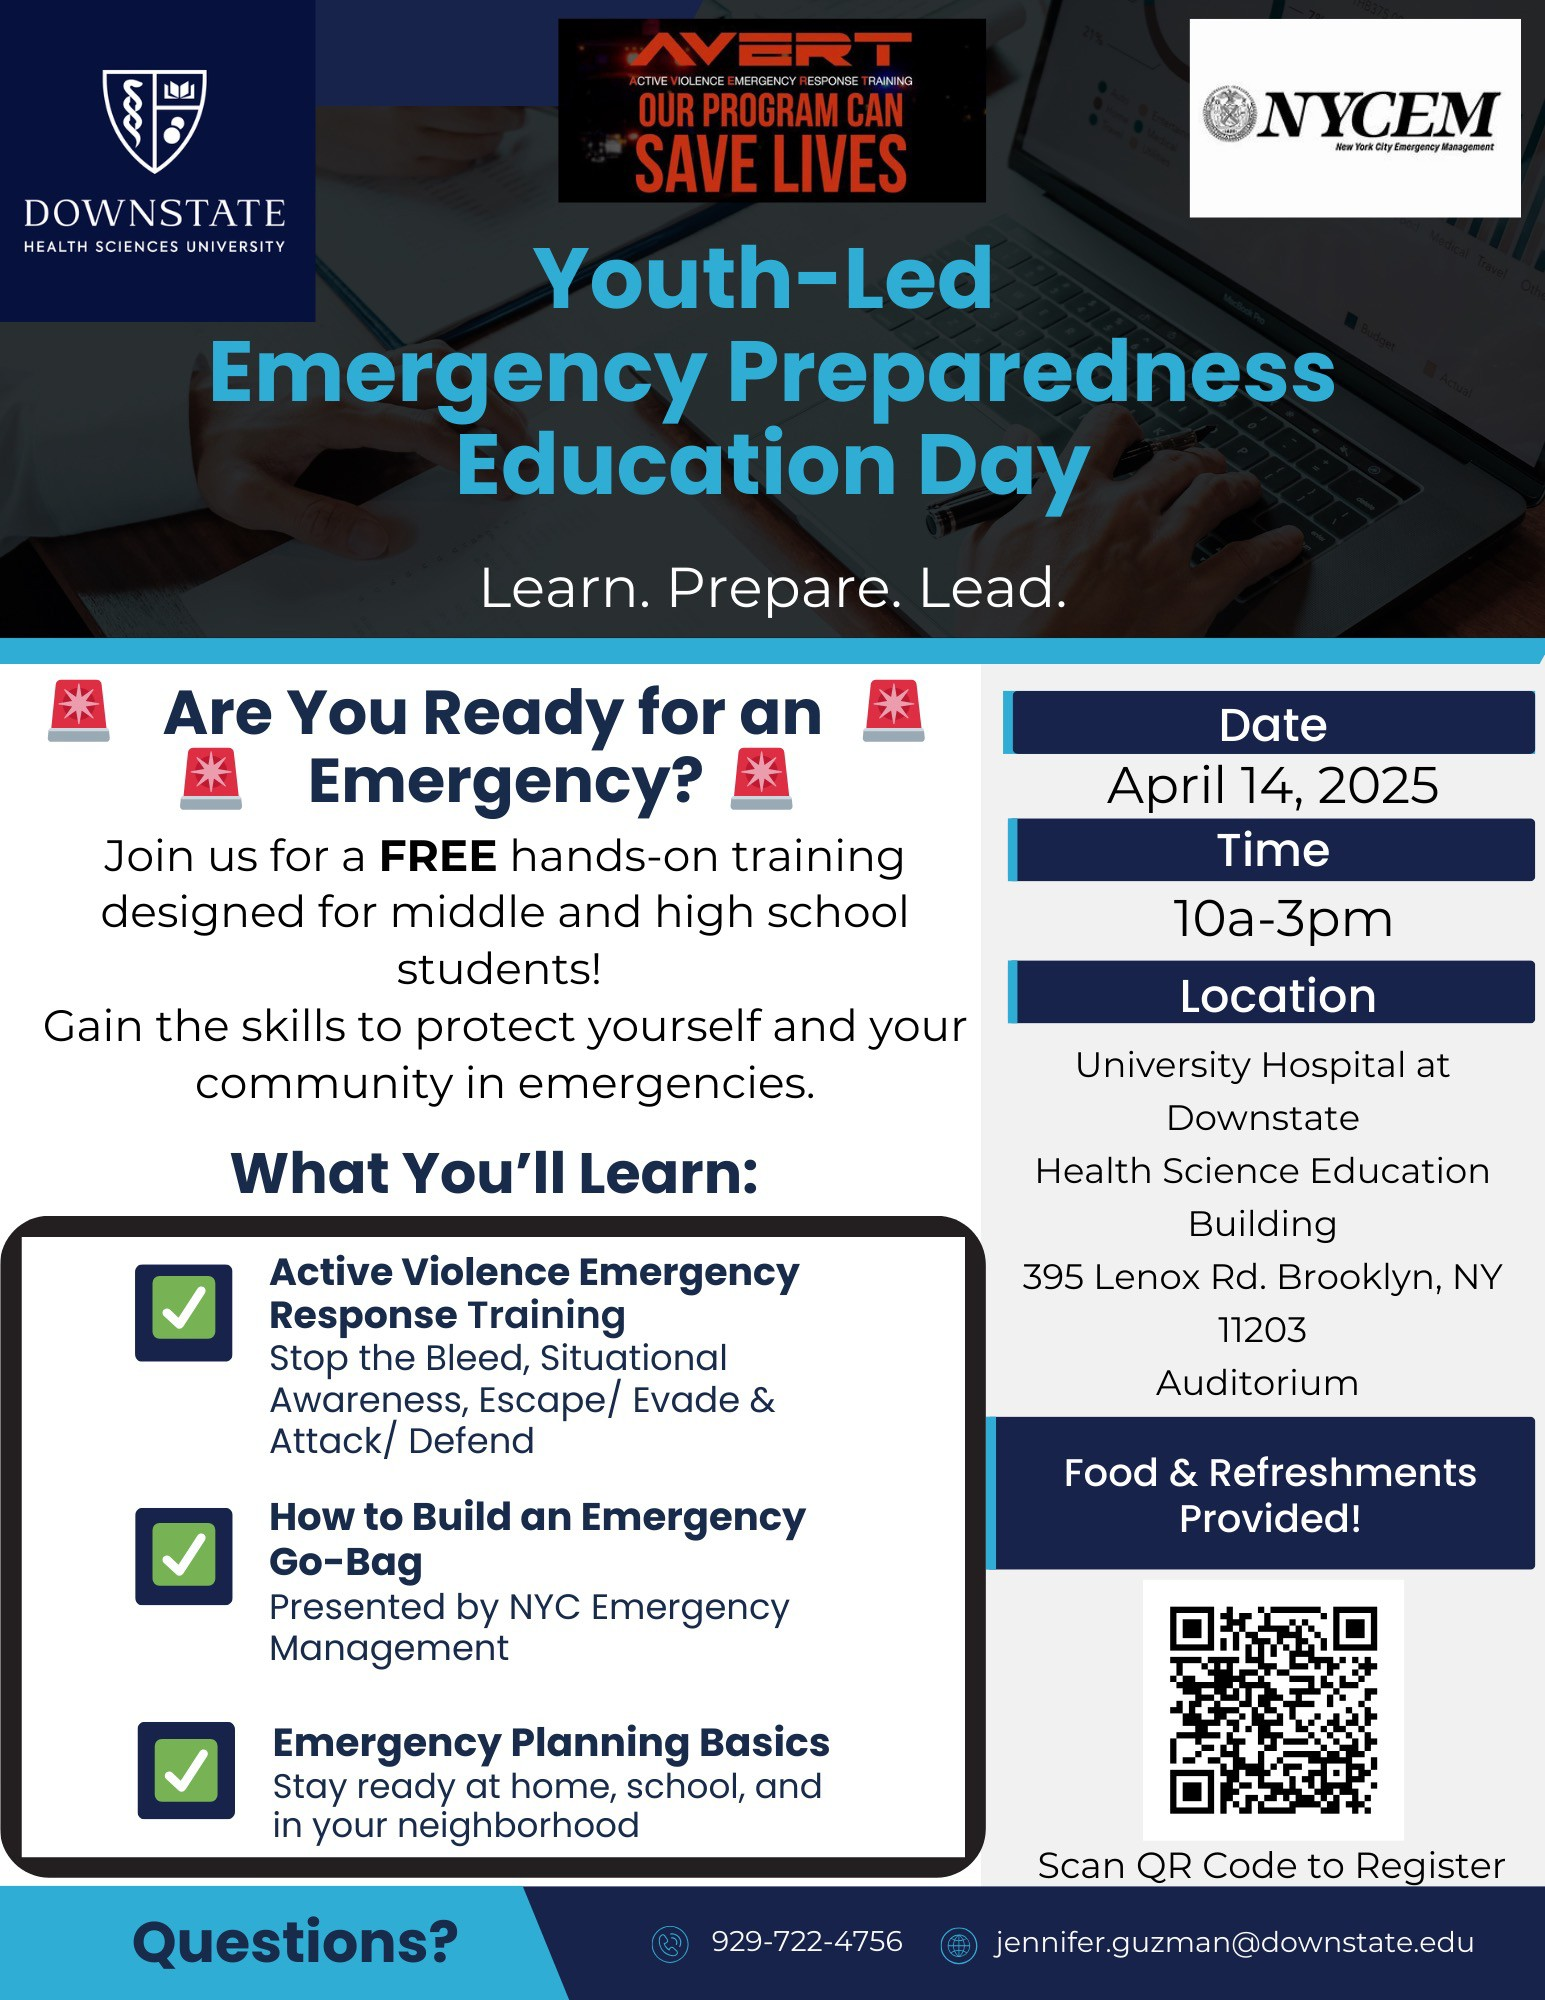 DOWNSTATE
HEALTH SCIENCES UNIVERSITY
AVERT
ACTIVE VIOLENCE EMERGENCY RESPONSE TRAINING
OUR PROGRAM CAN
SAVE LIVES
NYCEM
New York City Emergency Management
Youth-Led
Emergency Preparedness
Education Day
Learn. Prepare. Lead.
Are You Ready for an
Emergency?
Join us for a FREE hands-on training
designed for middle and high school
students!
Gain the skills to protect yourself and your
community in emergencies.
What You’ll Learn:
Active Violence Emergency
Response Training
Stop the Bleed, Situational
Awareness, Escape/ Evade &
Attack/ Defend
How to Build an Emergency
Go-Bag
Presented by NYC Emergency
Management
Emergency Planning Basics
Stay ready at home, school, and
in your neighborhood
Date
April 14, 2025
Time
10a-3pm
Location
University Hospital at
Downstate
Health Science Education
Building
395 Lenox Rd. Brooklyn, NY
11203
Auditorium
Food & Refreshments
Provided!
Scan QR Code to Register
Questions?
929-722-4756
jennifer.guzman@downstate.edu
MacBook Pro
Budget
Actual
Medical
Travel
21%